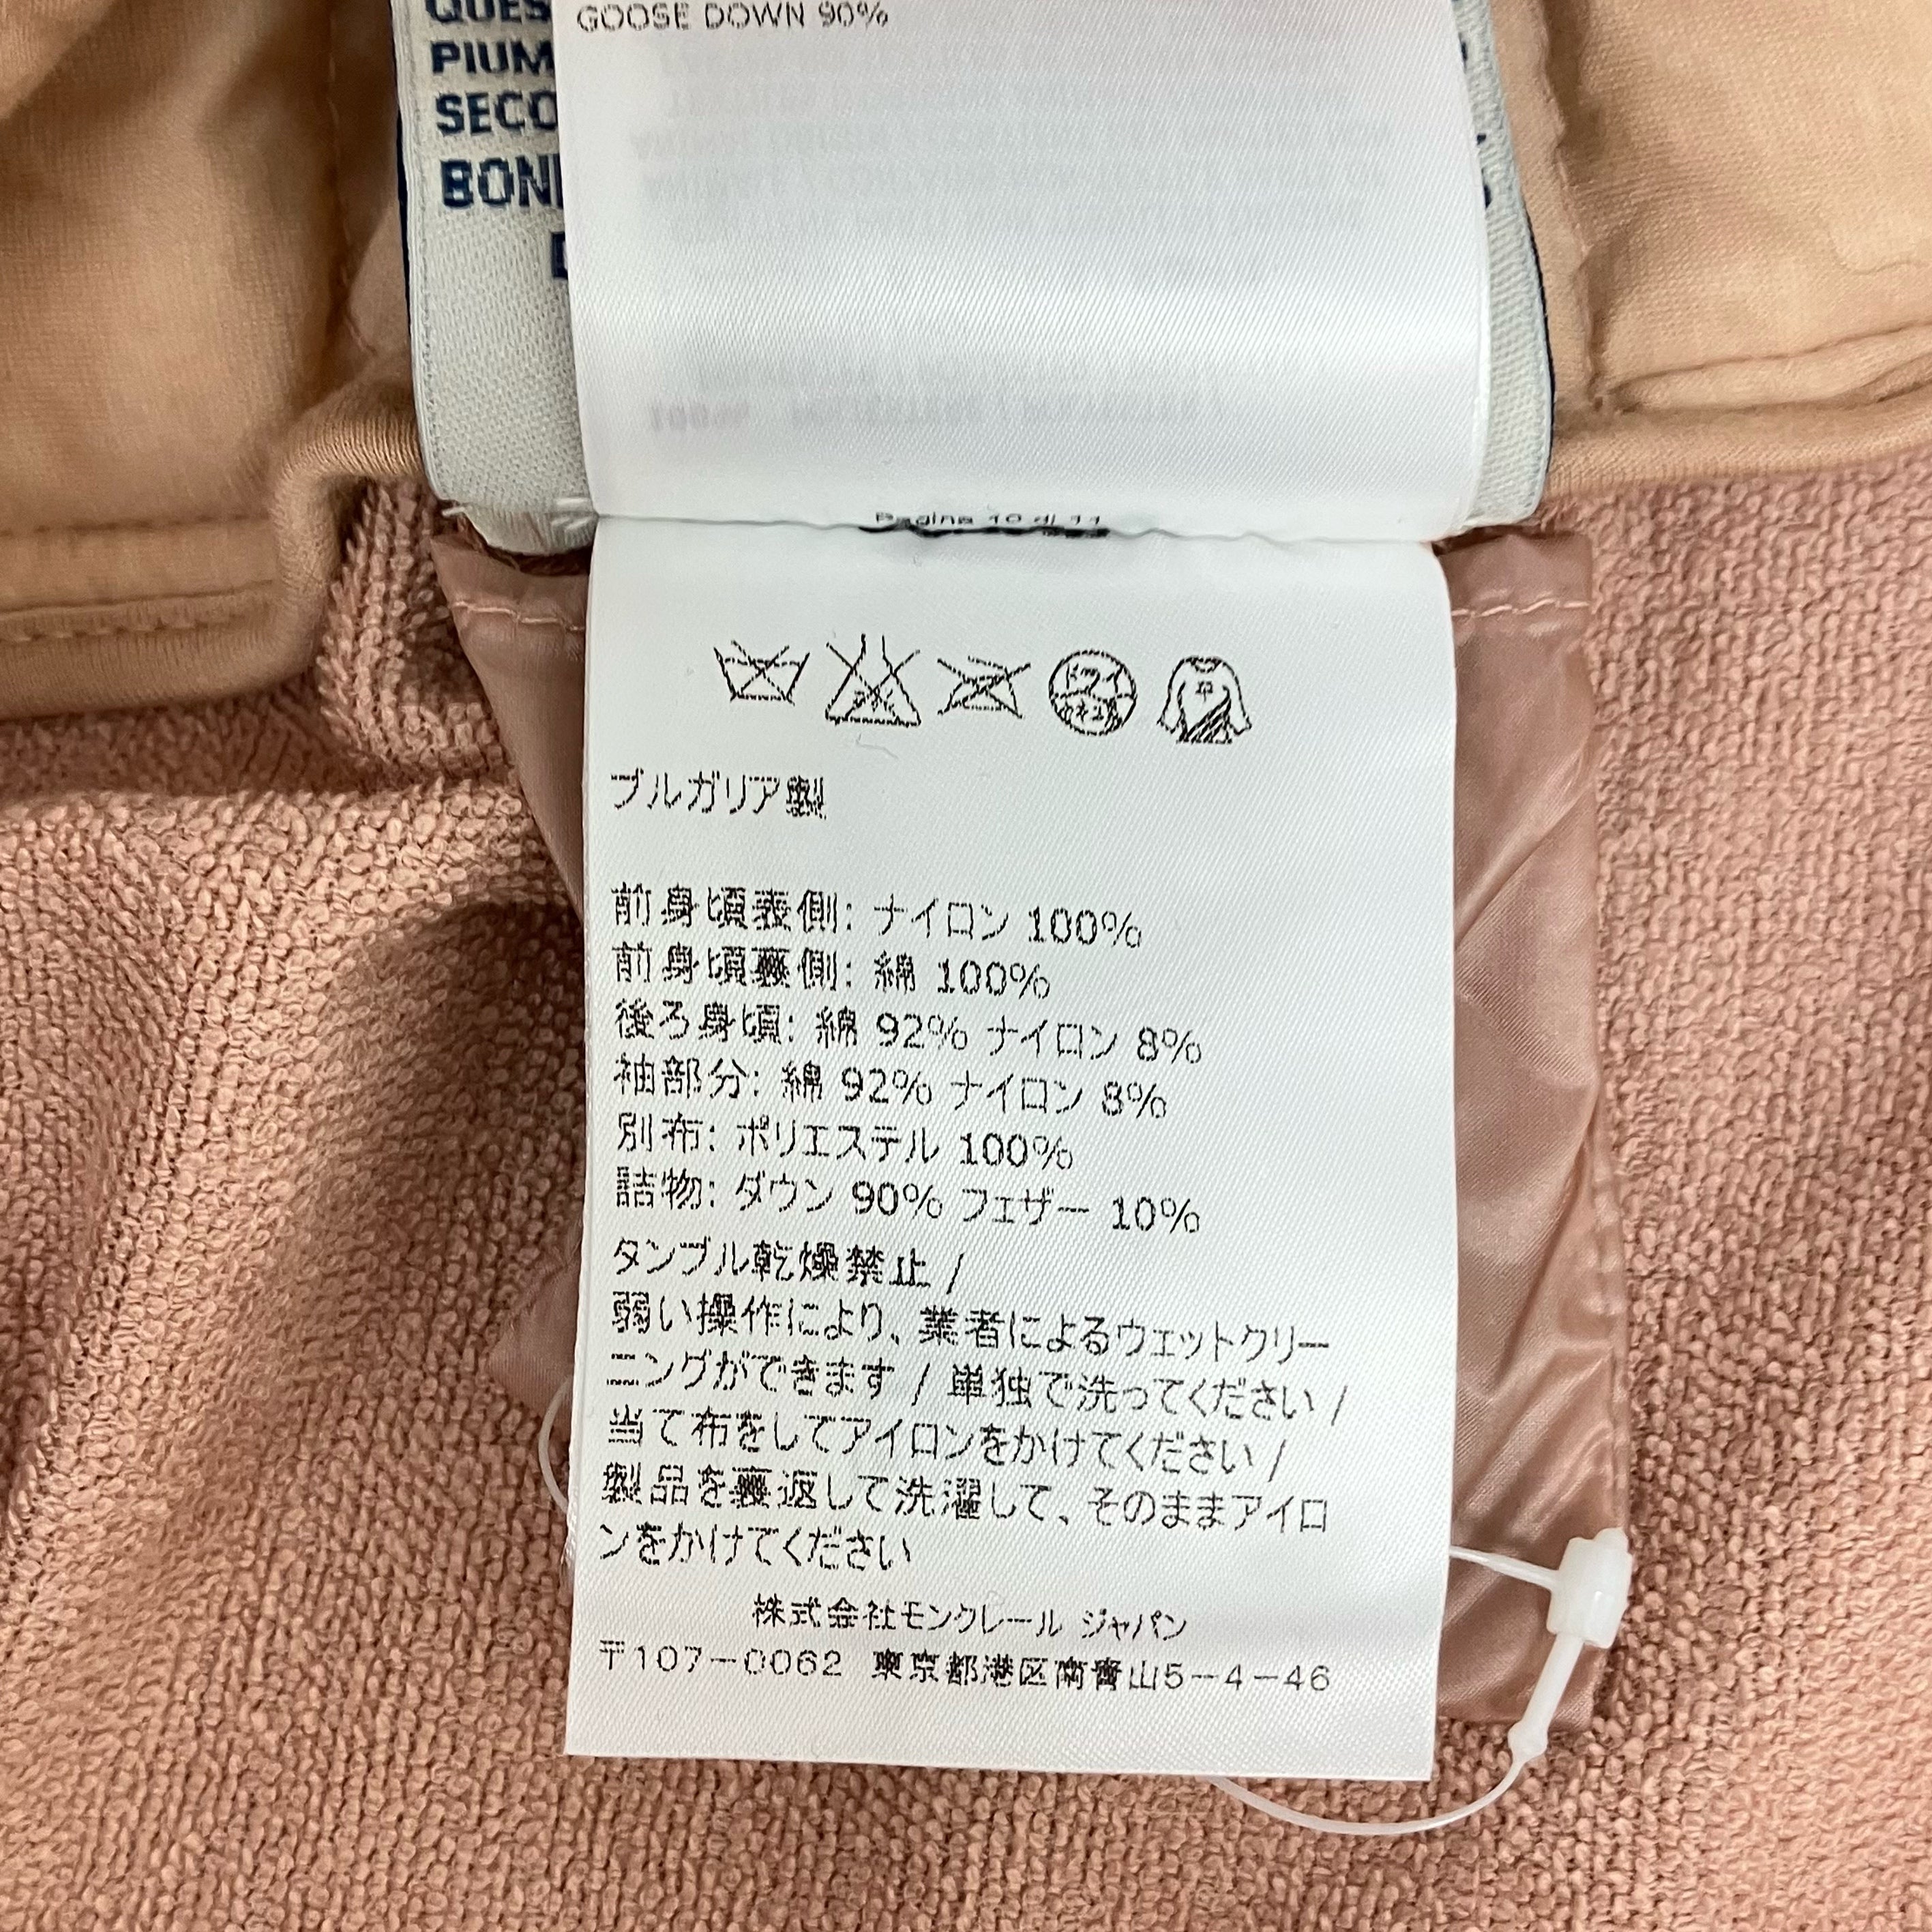 GOOSE DOWN 90%
QUES
PIUM
SECO
BON
Pagina 10 di 11
ドライ
平
ブルガリア製
前身頃表側: ナイロン 100%
前身頃裏側: 綿 100%
後ろ身頃: 綿 92% ナイロン 8%
袖部分: 綿 92% ナイロン 8%
別布: ポリエステル 100%
詰物: ダウン 90% フェザー 10%
タンブル乾燥禁止 /
弱い操作により、業者によるウェットクリー
ニングができます / 単独で洗ってください /
当て布をしてアイロンをかけてください /
製品を裏返して洗濯して、そのままアイロ
ンをかけてください
株式会社モンクレール ジャパン
〒107-0062 東京都港区南青山5-4-46